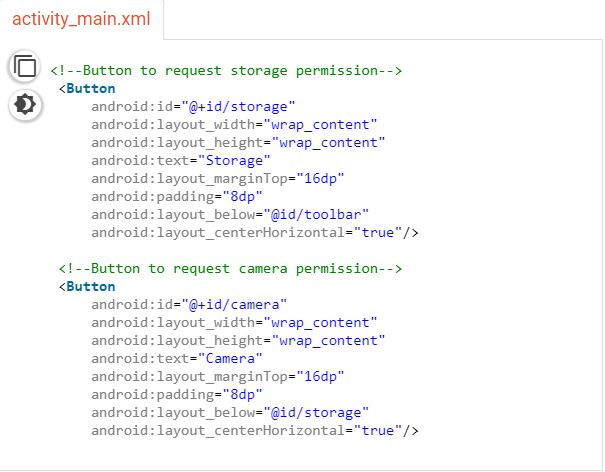 activity_main.xml
<!--Button to request storage permission-->
<Button
android:id="@+id/storage"
android:layout_width="wrap_content"
android:layout_height="wrap_content"
android:text="Storage"
android:layout_marginTop="16dp"
android:padding="8dp"
android:layout_below="@id/toolbar"
android:layout_centerHorizontal="true"/>
<!--Button to request camera permission-->
<Button
android:id="@+id/camera"
android:layout_width="wrap_content"
android:layout_height="wrap_content"
android:text="Camera"
android:layout_marginTop="16dp"
android:padding="8dp"
android:layout_below="@id/storage"
android:layout_centerHorizontal="true"/>